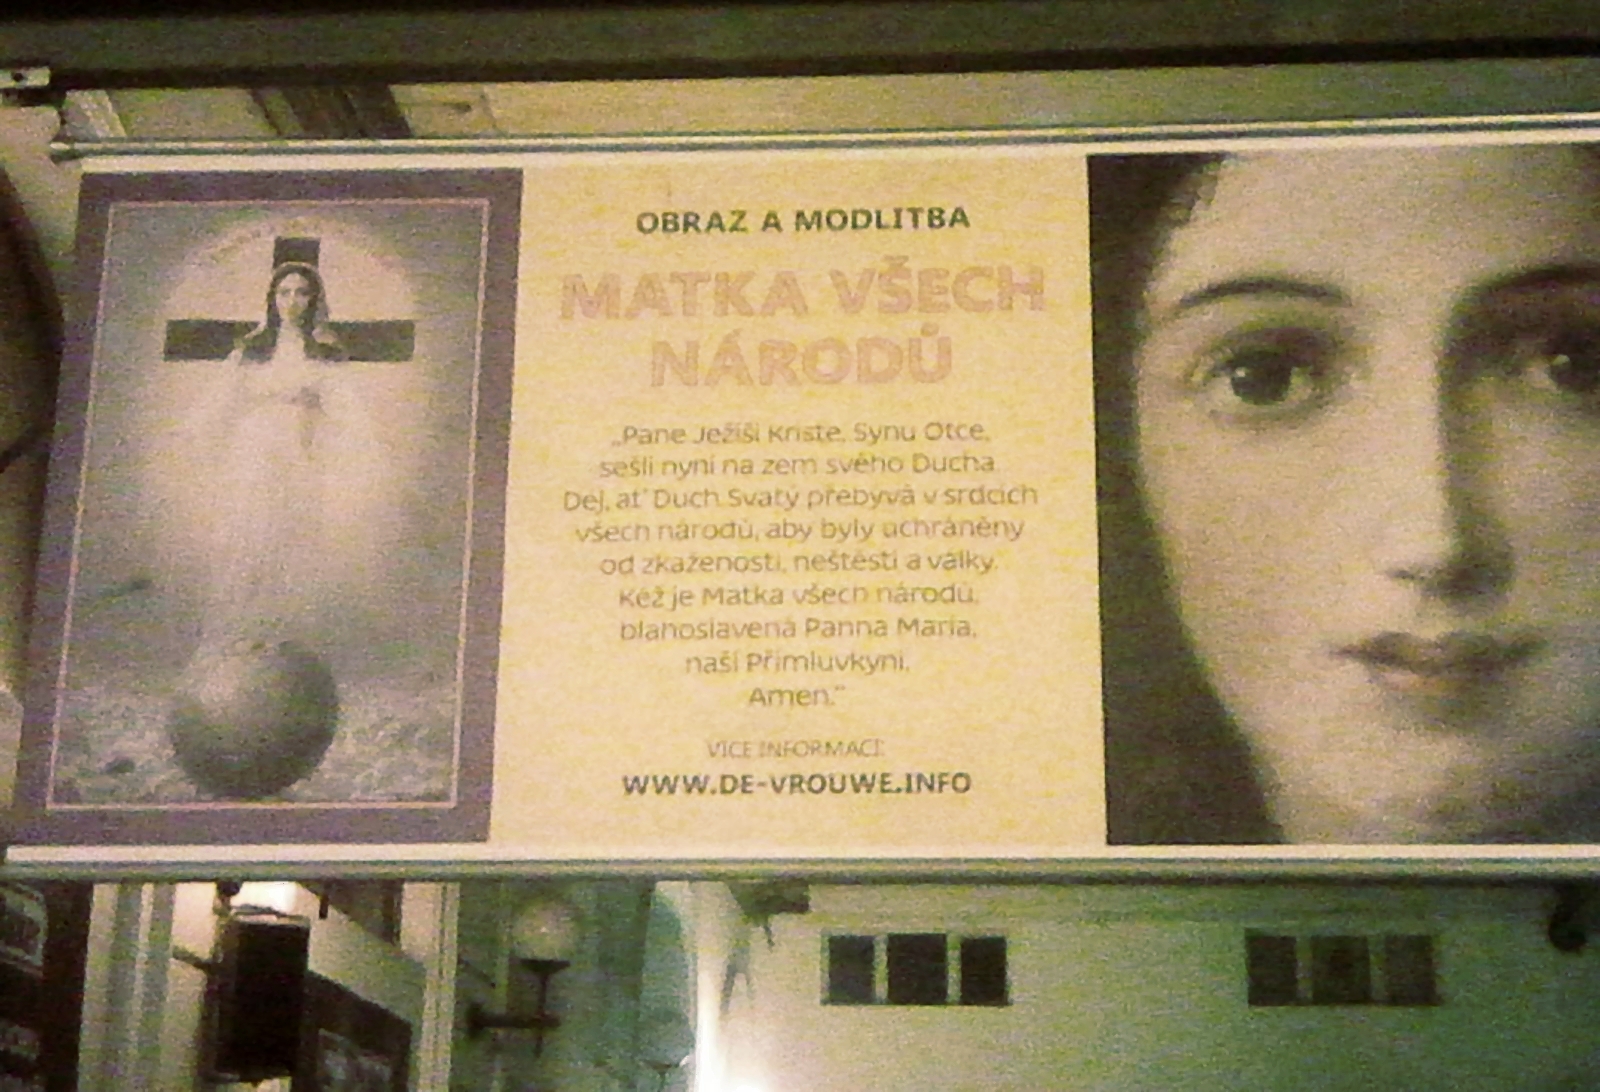 OBRAZ A MODLITBA
MATKA VŠECH
NÁRODŮ
„Pane Ježíši Kriste, Synu Otce,
sešli nyní na zem svého Ducha.
Dej, ať Duch Svatý přebývá v srdcích
všech národů, aby byly uchráněny
od zkaženosti, neštěstí a války.
Kéž je Matka všech národů,
blahoslavená Panna Maria,
naší Přímluvkyní.
Amen."
VÍCE INFORMACÍ:
WWW.DE-VROUWE.INFO